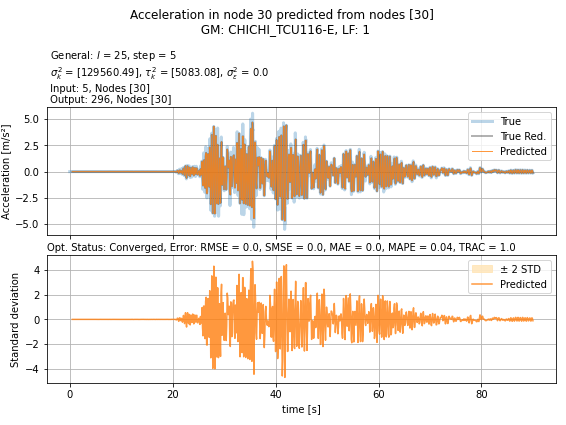 Acceleration in node 30 predicted from nodes [30]
GM: CHICHI_TCU116-E, LF: 1
General: l = 25, step = 5
σ²ₖ = [129560.49], τ²ₖ = [5083.08], σ²ε = 0.0
Input: 5, Nodes [30]
Output: 296, Nodes [30]
Acceleration [m/s²]
5.0
2.5
0.0
−2.5
−5.0
True
True Red.
Predicted
Opt. Status: Converged, Error: RMSE = 0.0, SMSE = 0.0, MAE = 0.0, MAPE = 0.04, TRAC = 1.0
Standard deviation
4
2
0
−2
−4
± 2 STD
Predicted
0 20 40 60 80
time [s]